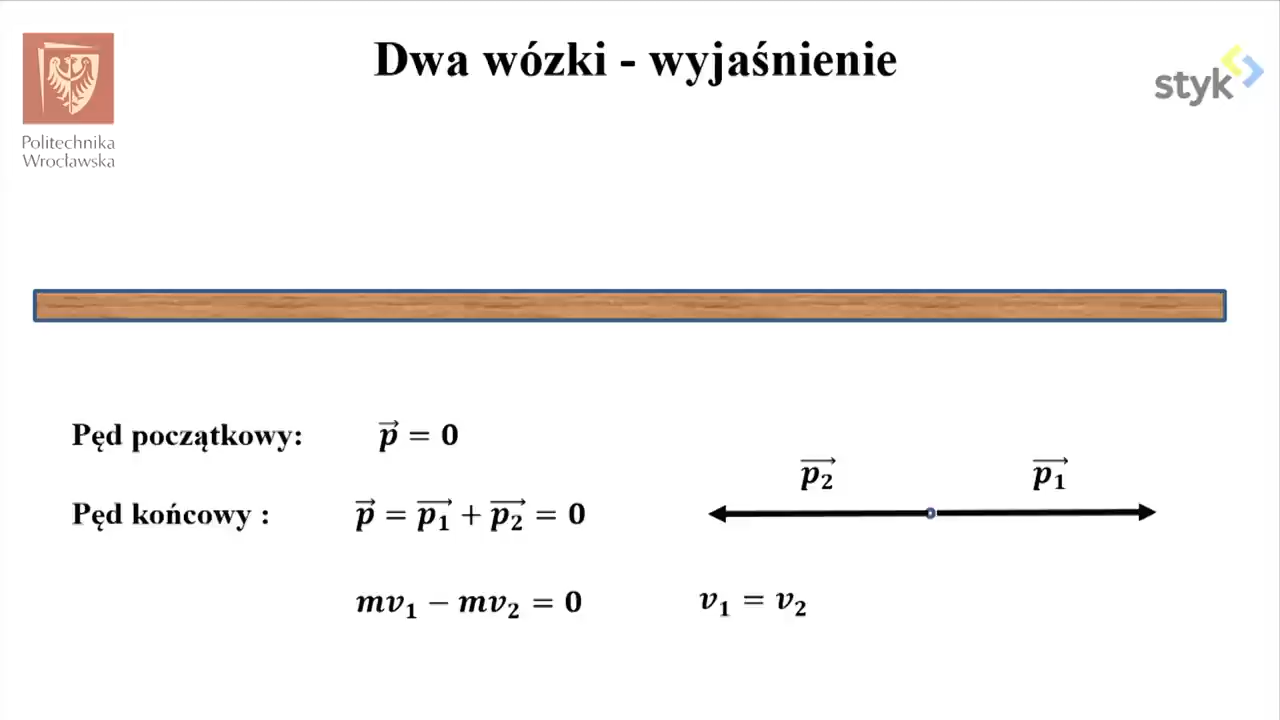 Dwa wózki - wyjaśnienie
Politechnika
Wrocławska
styk
Pęd początkowy: p⃗ = 0
p₂⃗ p₁⃗
Pęd końcowy : p⃗ = p₁⃗ + p₂⃗ = 0
mv₁ − mv₂ = 0 v₁ = v₂